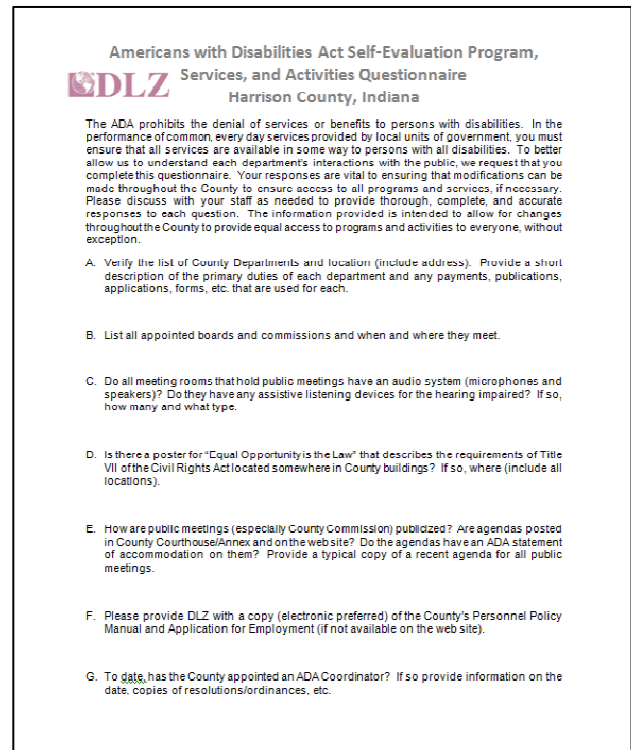 Americans with Disabilities Act Self-Evaluation Program,
DLZ Services, and Activities Questionnaire
Harrison County, Indiana
The ADA prohibits the denial of services or benefits to persons with disabilities. In the
performance of common, every day services provided by local units of government, you must
ensure that all services are available in some way to persons with all disabilities. To better
allow us to understand each department's interactions with the public, we request that you
complete this questionnaire. Your responses are vital to ensuring that modifications can be
made throughout the County to ensure access to all programs and services, if necessary.
Please discuss with your staff as needed to provide thorough, complete, and accurate
responses to each question. The information provided is intended to allow for changes
throughout the County to provide equal access to programs and activities to everyone, without
exception.
A. Verify the list of County Departments and location (include address). Provide a short
description of the primary duties of each department and any payments, publications,
applications, forms, etc. that are used for each.
B. List all appointed boards and commissions and when and where they meet.
C. Do all meeting rooms that hold public meetings have an audio system (microphones and
speakers)? Do they have any assistive listening devices for the hearing impaired? If so,
how many and what type.
D. Is there a poster for "Equal Opportunity is the Law" that describes the requirements of Title
VII of the Civil Rights Act located somewhere in County buildings? If so, where (include all
locations).
E. How are public meetings (especially County Commission) publicized? Are agendas posted
in County Courthouse/Annex and on the web site? Do the agendas have an ADA statement
of accommodation on them? Provide a typical copy of a recent agenda for all public
meetings.
F. Please provide DLZ with a copy (electronic preferred) of the County's Personnel Policy
Manual and Application for Employment (if not available on the web site).
G. To date, has the County appointed an ADA Coordinator? If so provide information on the
date, copies of resolutions/ordinances, etc.